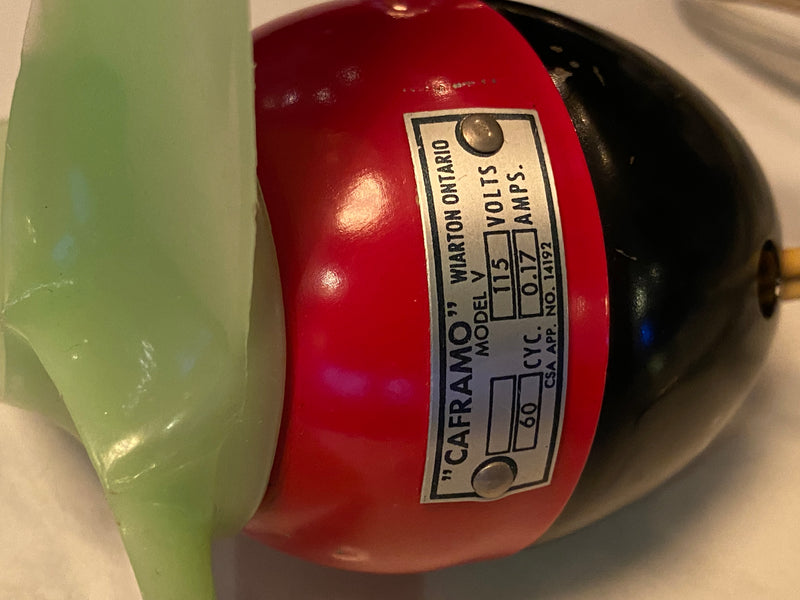 "CAFRAMO" WIARTON ONTARIO
MODEL V
115 VOLTS
60 CYC. 0.17 AMPS.
CSA APP. NO. 14192